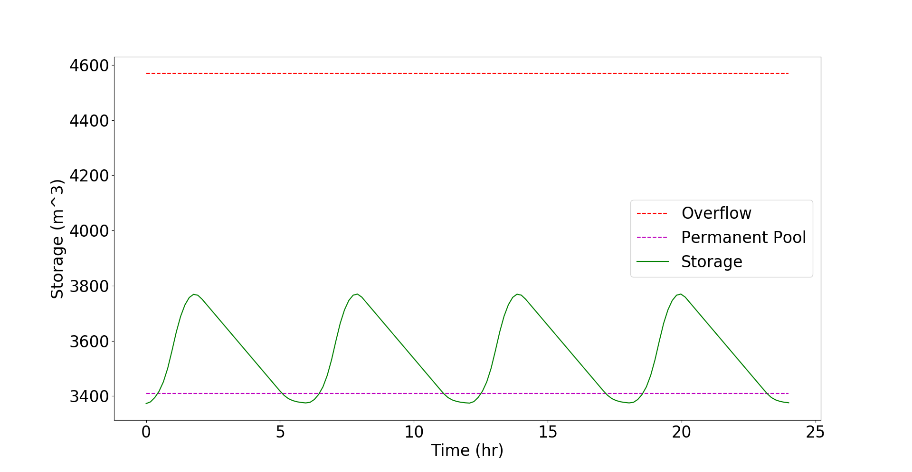 4600
4400
4200
4000
3800
3600
3400
Storage (m^3)
Overflow
Permanent Pool
Storage
0 5 10 15 20 25
Time (hr)